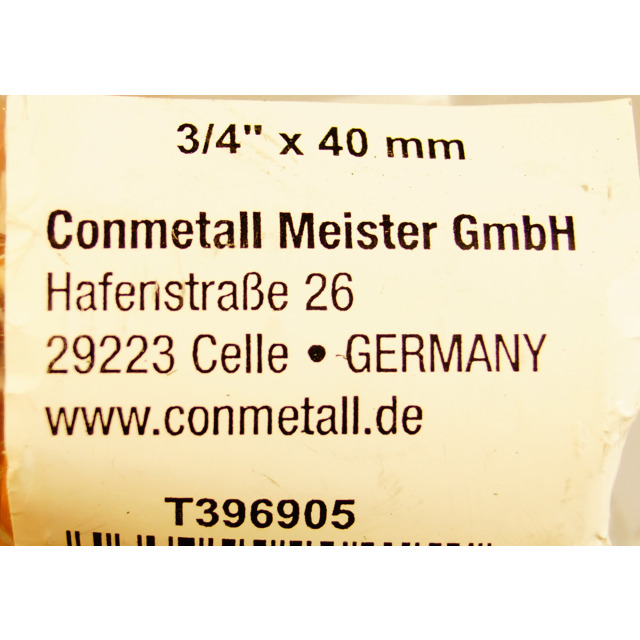 3/4" x 40 mm
Conmetall Meister GmbH
Hafenstraße 26
29223 Celle • GERMANY
www.conmetall.de
T396905